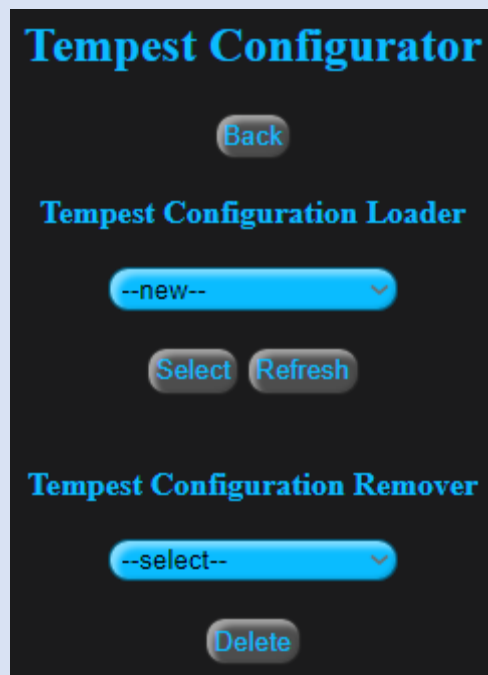 Tempest Configurator
Back
Tempest Configuration Loader
--new--
Select Refresh
Tempest Configuration Remover
--select--
Delete